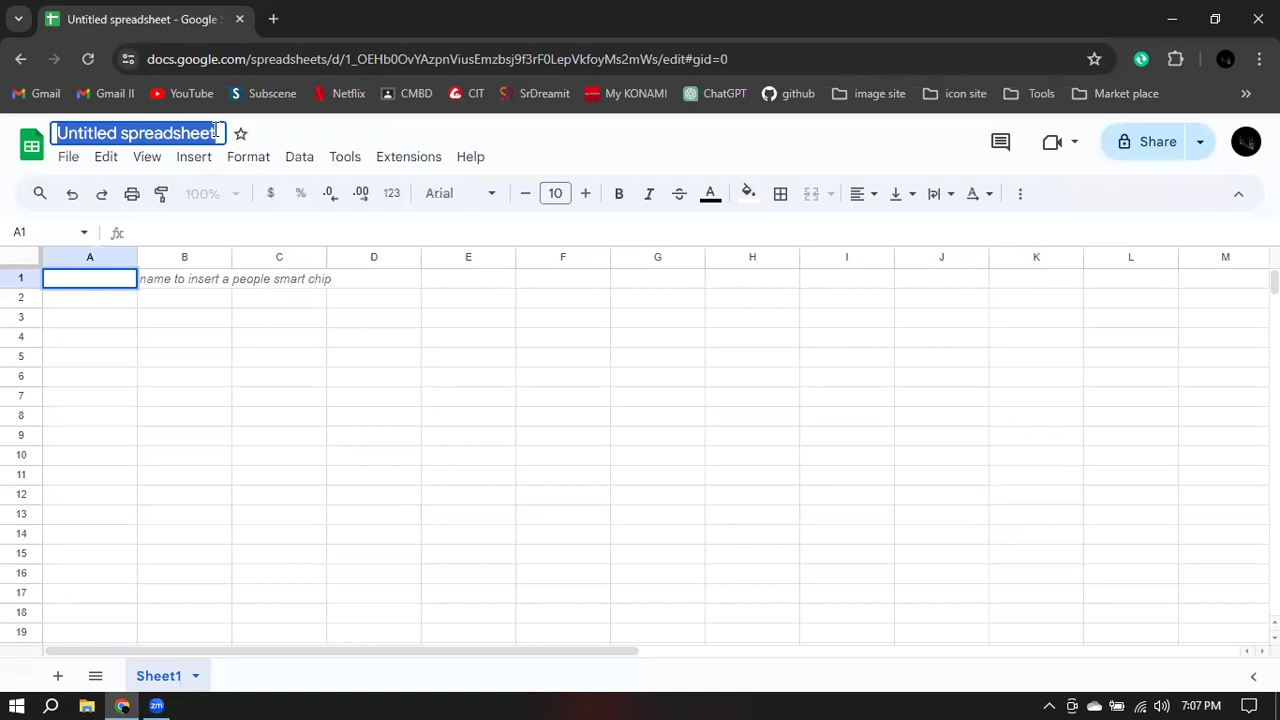 Untitled spreadsheet - Google
docs.google.com/spreadsheets/d/1_OEHb0OvYAzpnViusEmzbsj9f3rF0LepVkfoyMs2mWs/edit#gid=0
Gmail Gmail II YouTube Subscene Netflix CMBD CIT SrDreamit My KONAMI ChatGPT github image site icon site Tools Market place
Untitled spreadsheet
File Edit View Insert Format Data Tools Extensions Help
Share
100% $ % .0 .00 123 Arial 10 B I S A
A1 fx
A B C D E F G H I J K L M
1 name to insert a people smart chip
2
3
4
5
6
7
8
9
10
11
12
13
14
15
16
17
18
19
Sheet1
zm 7:07 PM